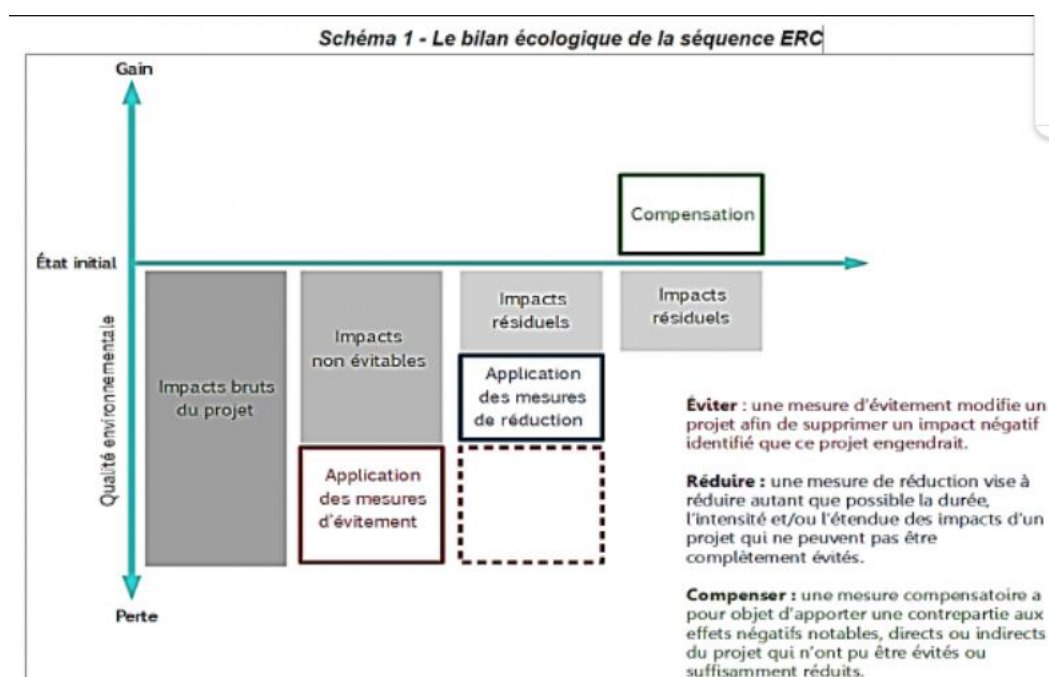 Schéma 1 - Le bilan écologique de la séquence ERC
Gain
Compensation
État initial
Qualité environnementale
Impacts bruts
du projet
Impacts
non évitables
Application
des mesures
d'évitement
Impacts
résiduels
Application
des mesures
de réduction
Impacts
résiduels
Perte
Éviter : une mesure d'évitement modifie un
projet afin de supprimer un impact négatif
identifié que ce projet engendrait.
Réduire : une mesure de réduction vise à
réduire autant que possible la durée,
l'intensité et/ou l'étendue des impacts d'un
projet qui ne peuvent pas être
complètement évités.
Compenser : une mesure compensatoire a
pour objet d'apporter une contrepartie aux
effets négatifs notables, directs ou indirects
du projet qui n'ont pu être évités ou
suffisamment réduits.